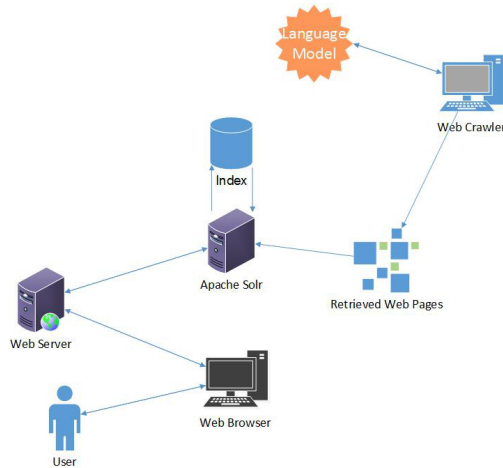 Language
Model
Web Crawler
Index
Apache Solr
Retrieved Web Pages
Web Server
Web Browser
User